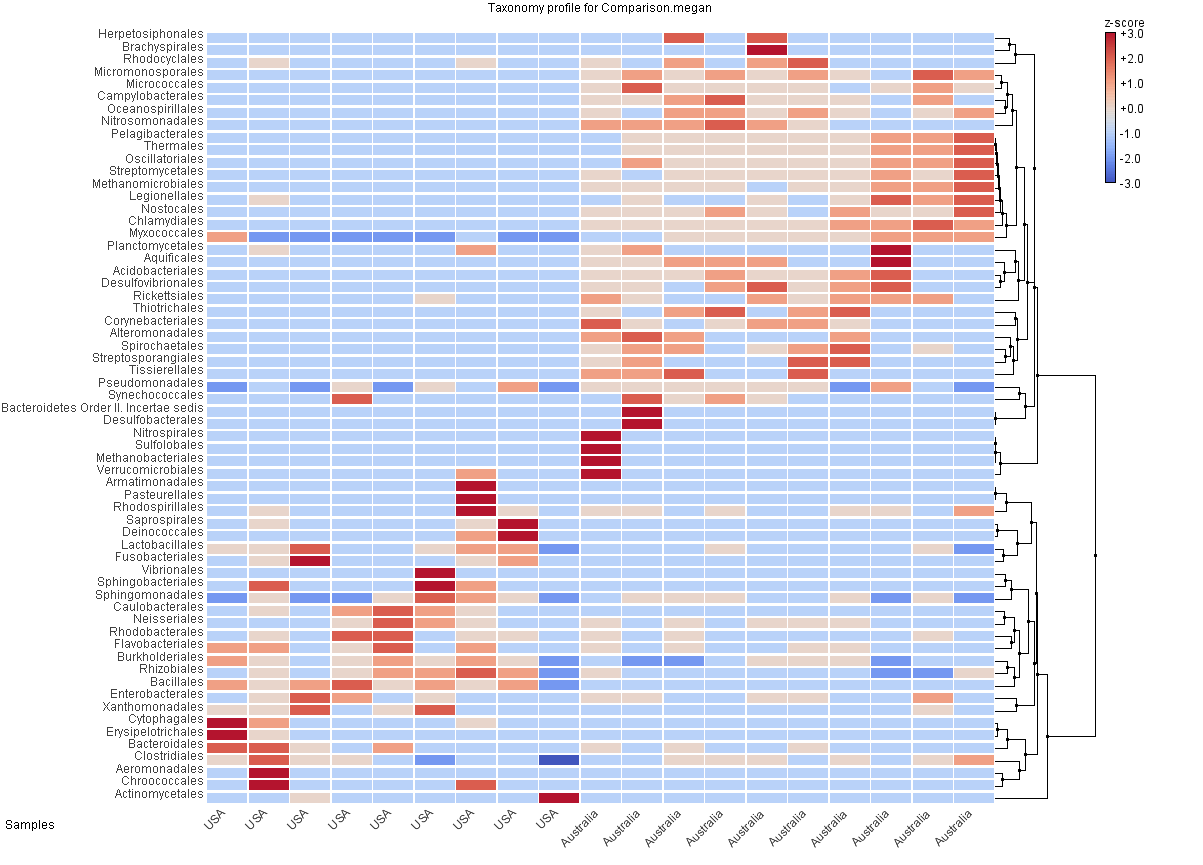 Taxonomy profile for Comparison.megan
z-score
+3.0
+2.0
+1.0
+0.0
-1.0
-2.0
-3.0
Herpetosiphonales
Brachyspirales
Rhodocyclales
Micromonosporales
Micrococcales
Campylobacterales
Oceanospirillales
Nitrosomonadales
Pelagibacterales
Thermales
Oscillatoriales
Streptomycetales
Methanomicrobiales
Legionellales
Nostocales
Chlamydiales
Myxococcales
Planctomycetales
Aquificales
Acidobacteriales
Desulfovibrionales
Rickettsiales
Thiotrichales
Corynebacteriales
Alteromonadales
Spirochaetales
Streptosporangiales
Tissierellales
Pseudomonadales
Synechococcales
Bacteroidetes Order II. Incertae sedis
Desulfobacterales
Nitrospirales
Sulfolobales
Methanobacteriales
Verrucomicrobiales
Armatimonadales
Pasteurellales
Rhodospirillales
Saprospirales
Deinococcales
Lactobacillales
Fusobacteriales
Vibrionales
Sphingobacteriales
Sphingomonadales
Caulobacterales
Neisseriales
Rhodobacterales
Flavobacteriales
Burkholderiales
Rhizobiales
Bacillales
Enterobacterales
Xanthomonadales
Cytophagales
Erysipelotrichales
Bacteroidales
Clostridiales
Aeromonadales
Chroococcales
Actinomycetales
USA
USA
USA
USA
USA
USA
USA
USA
USA
Australia
Australia
Australia
Australia
Australia
Australia
Australia
Australia
Australia
Australia
Samples